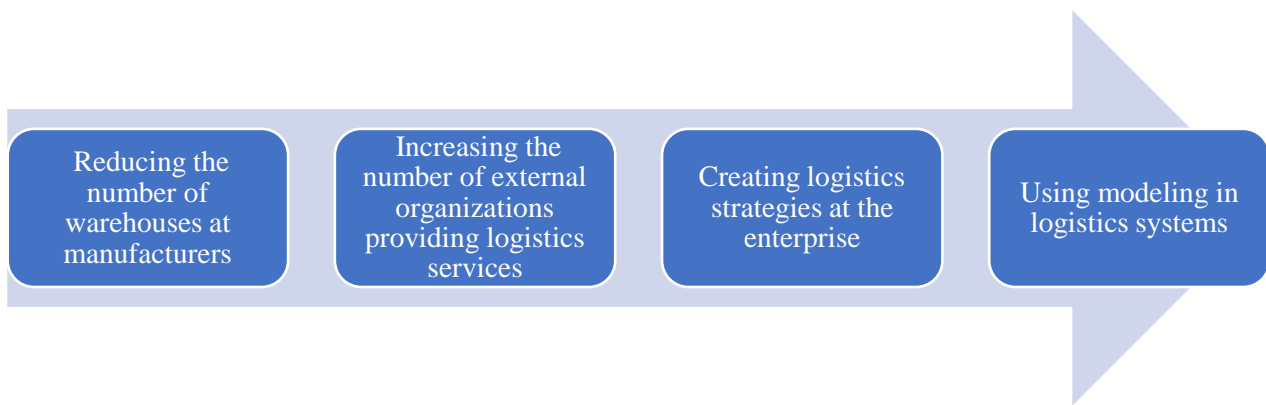 Reducing the
number of
warehouses at
manufacturers
Increasing the
number of external
organizations
providing logistics
services
Creating logistics
strategies at the
enterprise
Using modeling in
logistics systems